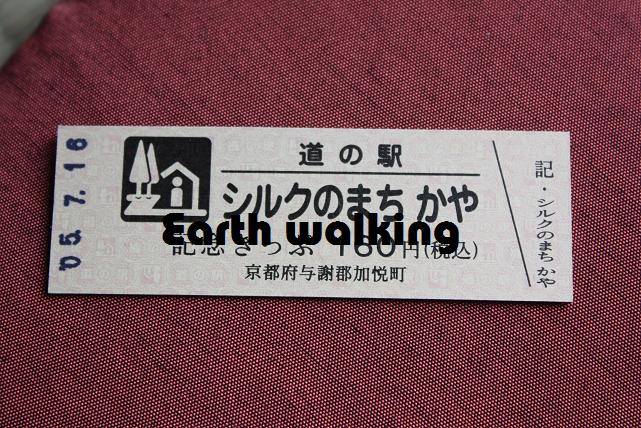 05.7.16
道の駅
シルクのまち かや
Earth walking
記念きっぷ 160円(税込)
京都府与謝郡加悦町
記・シルクのまち かや